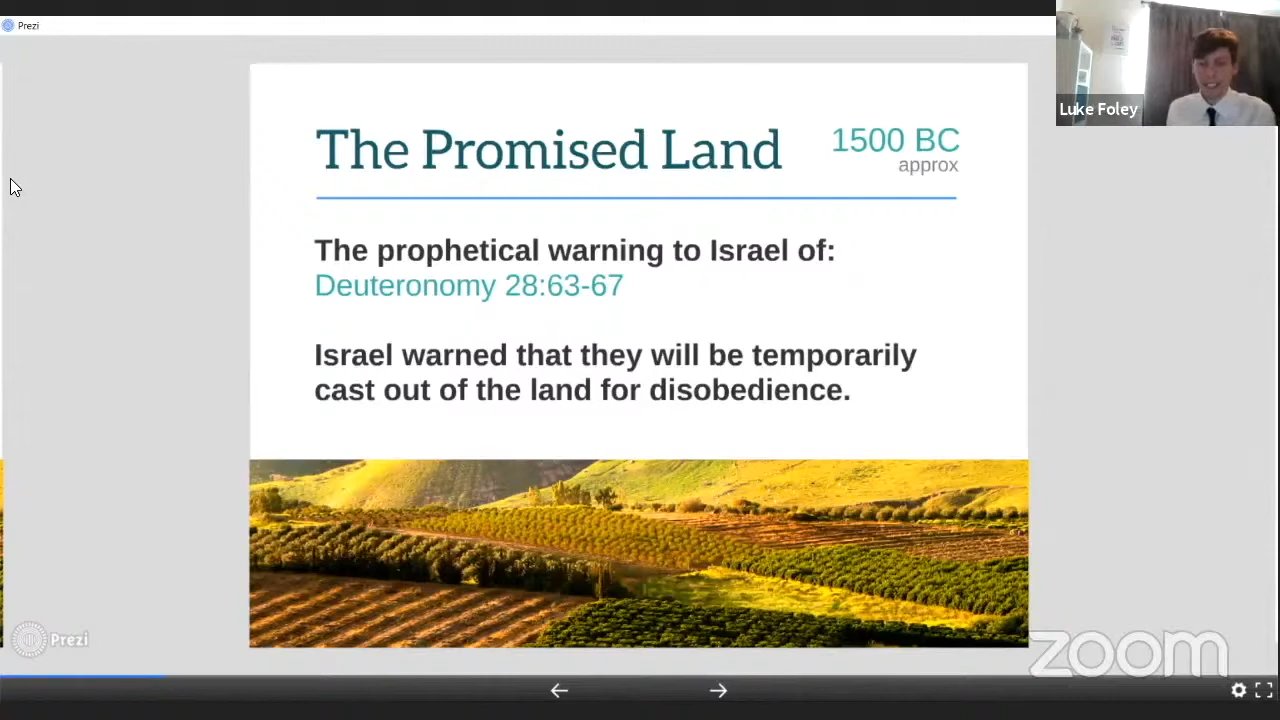 Prezi
Luke Foley
The Promised Land
1500 BC
approx
The prophetical warning to Israel of:
Deuteronomy 28:63-67
Israel warned that they will be temporarily
cast out of the land for disobedience.
Prezi
zoom